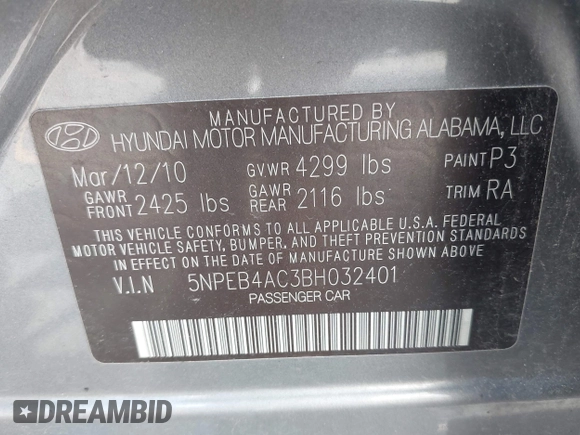 MANUFACTURED BY
HYUNDAI MOTOR MANUFACTURING ALABAMA, LLC
Mar/12/10 GVWR 4299 lbs PAINT P3
GAWR FRONT 2425 lbs GAWR REAR 2116 lbs TRIM RA
THIS VEHICLE CONFORMS TO ALL APPLICABLE U.S.A. FEDERAL
MOTOR VEHICLE SAFETY, BUMPER, AND THEFT PREVENTION STANDARDS
IN EFFECT ON THE DATE OF MANUFACTURE SHOWN ABOVE
V.I.N 5NPEB4AC3BH032401
PASSENGER CAR
DREAMBID